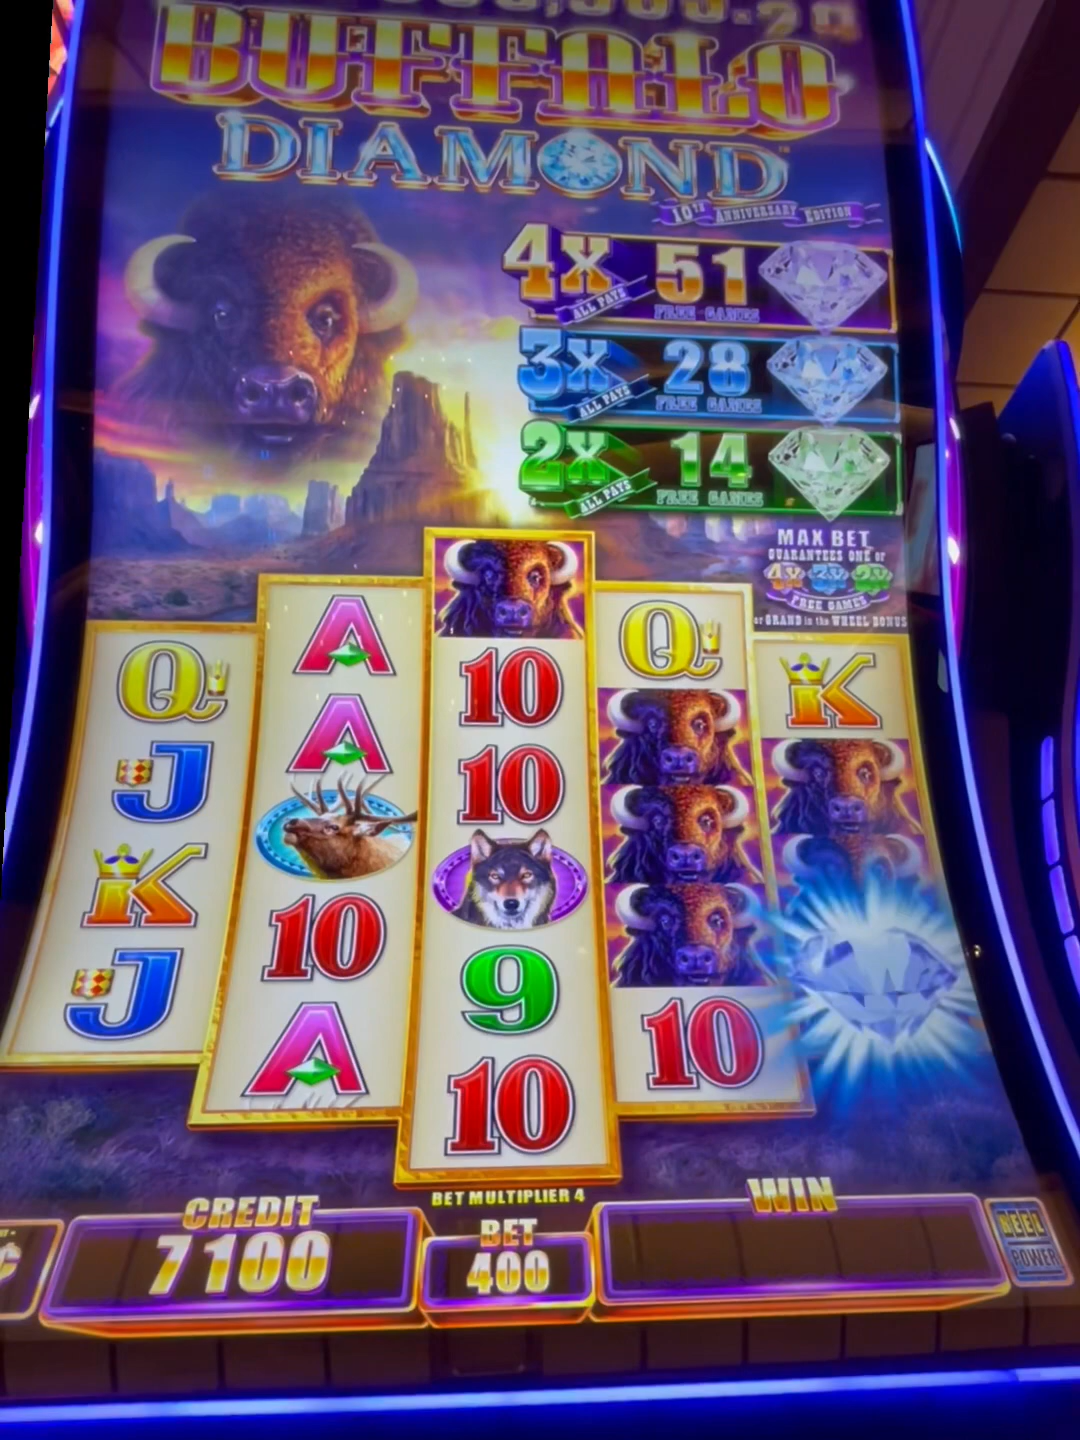 BUFFALO
DIAMOND™
10TH ANNIVERSARY EDITION
4X ALL PAYS 51 FREE GAMES
3X ALL PAYS 28 FREE GAMES
2X ALL PAYS 14 FREE GAMES
MAX BET
GUARANTEES ONE OF
4X 3X 2X
FREE GAMES
or GRAND in the WHEEL BONUS
Q A 10 Q K
J A 10
K 10 9
J A 10 10
BET MULTIPLIER 4
CREDIT BET WIN
7100 400
REEL
POWER
¢